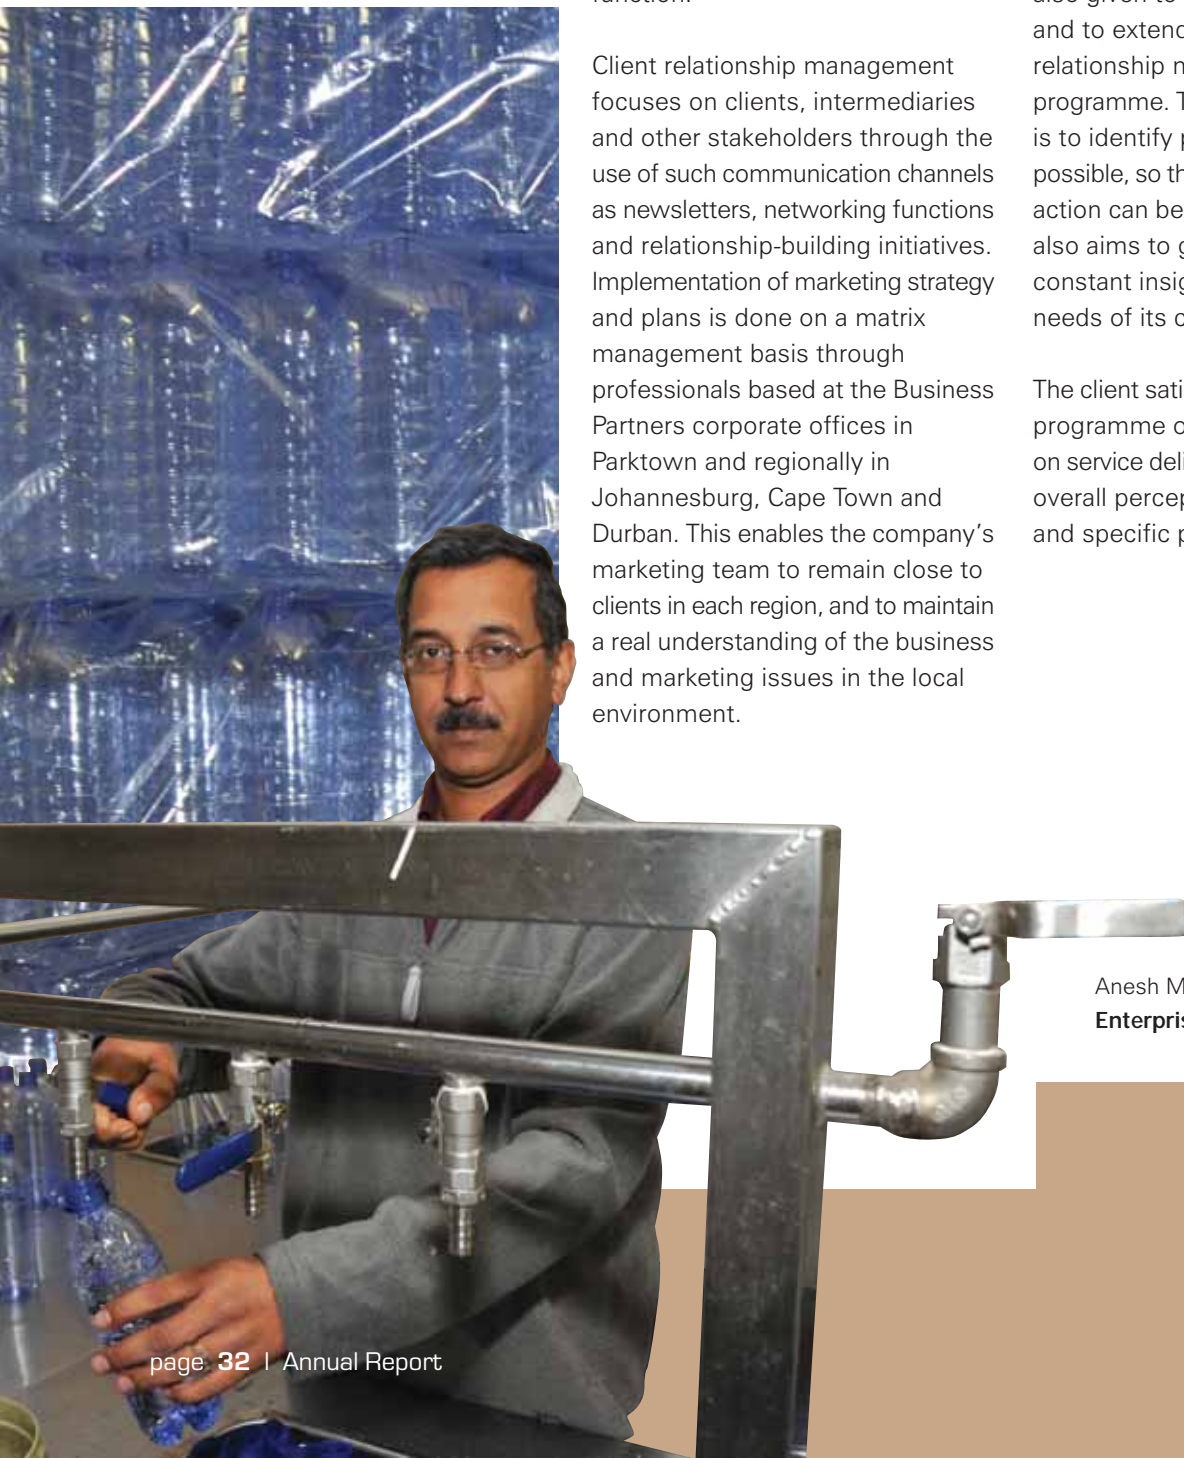 function.
Client relationship management
focuses on clients, intermediaries
and other stakeholders through the
use of such communication channels
as newsletters, networking functions
and relationship-building initiatives.
Implementation of marketing strategy
and plans is done on a matrix
management basis through
professionals based at the Business
Partners corporate offices in
Parktown and regionally in
Johannesburg, Cape Town and
Durban. This enables the company's
marketing team to remain close to
clients in each region, and to maintain
a real understanding of the business
and marketing issues in the local
environment.
also given to
and to extend
relationship
programme.
is to identify
possible, so
action can be
also aims to
constant
needs of its
The client
programme
on service
overall
and specific
Anesh
page 32 | Annual Report